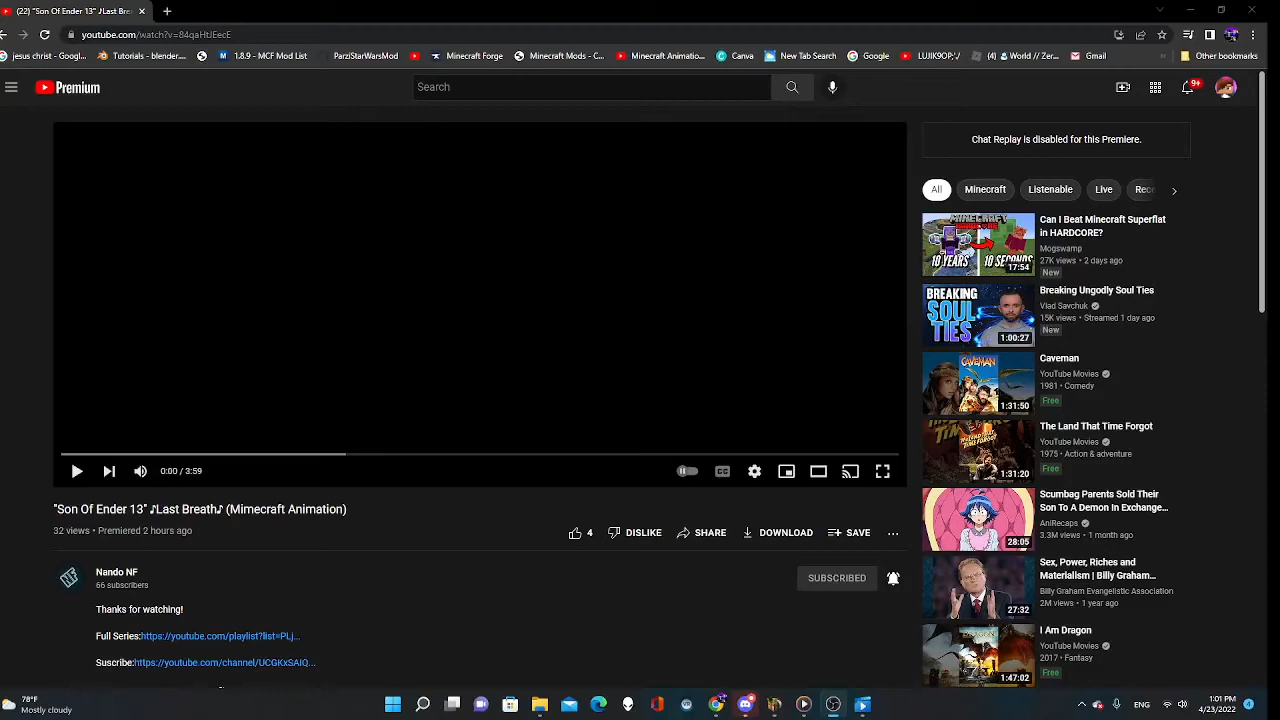 (2) "Son Of Ender 13" ♪Last Bre
youtube.com/watch?v=84qaHtJEecE
jesus christ - Googl...
Tutorials - blender...
1.8.9 - MCF Mod List
ParziStarWarsMod
Minecraft Forge
Minecraft Mods - C...
Minecraft Animatio...
Canva
New Tab Search
Google
World // Zer...
Gmail
Other bookmarks
Premium
Search
9+
Chat Replay is disabled for this Premiere.
All
Minecraft
Listenable
Live
Can I Beat Minecraft Superflat
in HARDCORE?
Mogswamp
27K views • 2 days ago
New
10 YEARS
10 SECONDS
17:54
Breaking Ungodly Soul Ties
Vlad Savchuk
15K views • Streamed 1 day ago
New
BREAKING
SOUL
TIES
1:00:27
Caveman
YouTube Movies
1981 • Comedy
Free
CAVEMAN
1:31:50
The Land That Time Forgot
YouTube Movies
1975 • Action & adventure
Free
1:31:20
Scumbag Parents Sold Their
Son To A Demon In Exchange...
AniRecaps
3.3M views • 1 month ago
28:05
Sex, Power, Riches and
Materialism | Billy Graham...
Billy Graham Evangelistic Association
2M views • 1 year ago
27:32
I Am Dragon
YouTube Movies
2017 • Fantasy
Free
1:47:02
0:00 / 3:59
CC
"Son Of Ender 13" ♪Last Breath♪ (Mimecraft Animation)
32 views • Premiered 2 hours ago
4
DISLIKE
SHARE
DOWNLOAD
SAVE
Nando NF
66 subscribers
SUBSCRIBED
Thanks for watching!
Full Series:https://youtube.com/playlist?list=PLj...
Suscribe:https://youtube.com/channel/UCGKxSAIQ...
78°F
Mostly cloudy
ENG
1:01 PM
4/23/2022
4